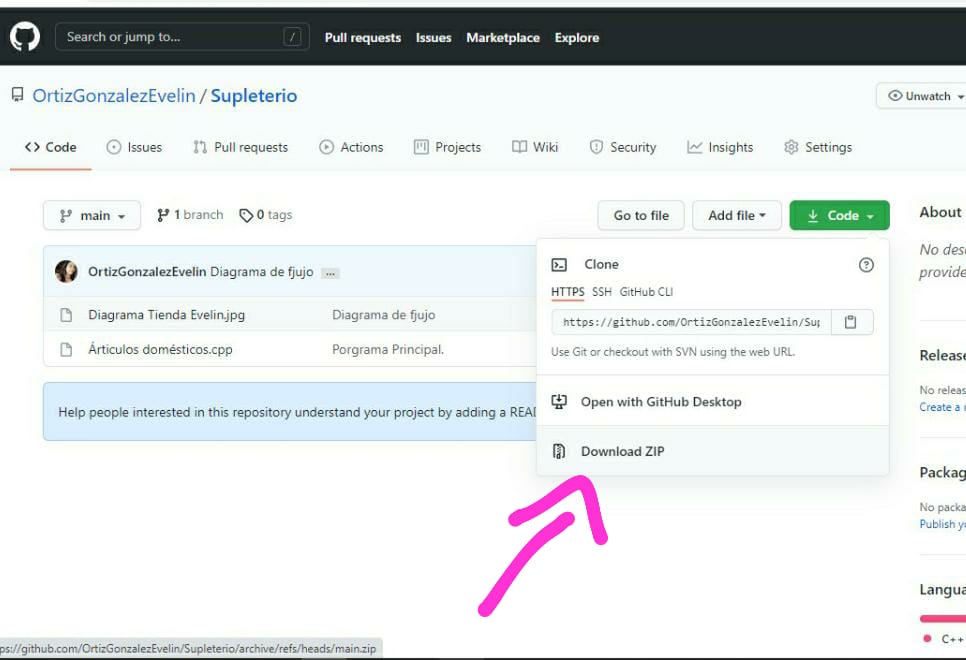 Search or jump to... /
Pull requests Issues Marketplace Explore
OrtizGonzalezEvelin / Supleterio
Unwatch
Code Issues Pull requests Actions Projects Wiki Security Insights Settings
main 1 branch 0 tags Go to file Add file Code
About
OrtizGonzalezEvelin Diagrama de fjujo ...
Diagrama Tienda Evelin.jpg Diagrama de fjujo
Árticulos domésticos.cpp Porgrama Principal.
Help people interested in this repository understand your project by adding a REA
Clone
HTTPS SSH GitHub CLI
https://github.com/OrtizGonzalezEvelin/Sup
Use Git or checkout with SVN using the web URL.
Open with GitHub Desktop
Download ZIP
No des
provide
Release
No releas
Create a
Packag
No packa
Publish yo
Langua
C++
ps://github.com/OrtizGonzalezEvelin/Supleterio/archive/refs/heads/main.zip